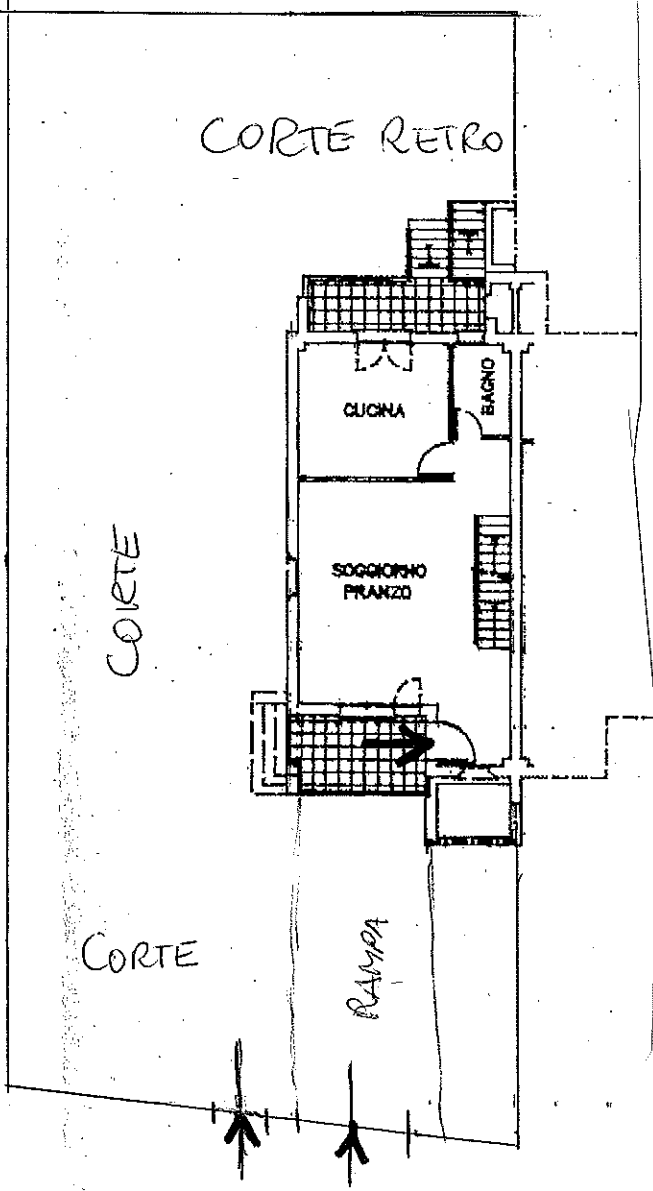 CORTE RETRO
CUCINA
BAGNO
SOGGIORNO
PRANZO
CORTE
CORTE
RAMPA